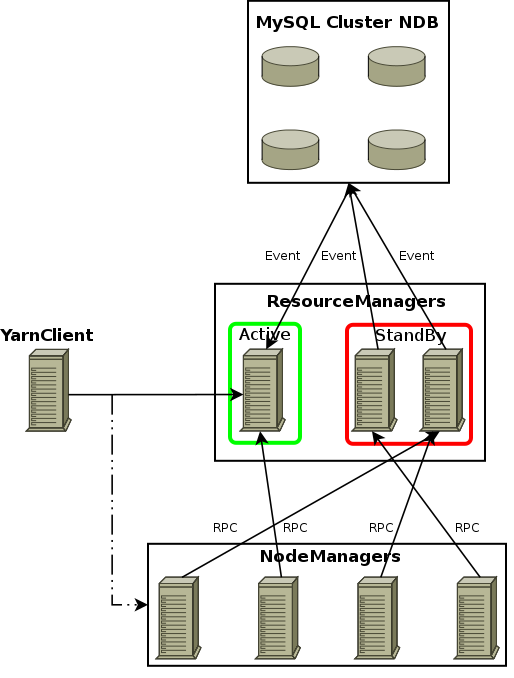 MySQL Cluster NDB
Event
Event
Event
ResourceManagers
Active
StandBy
YarnClient
RPC
RPC
RPC
RPC
NodeManagers